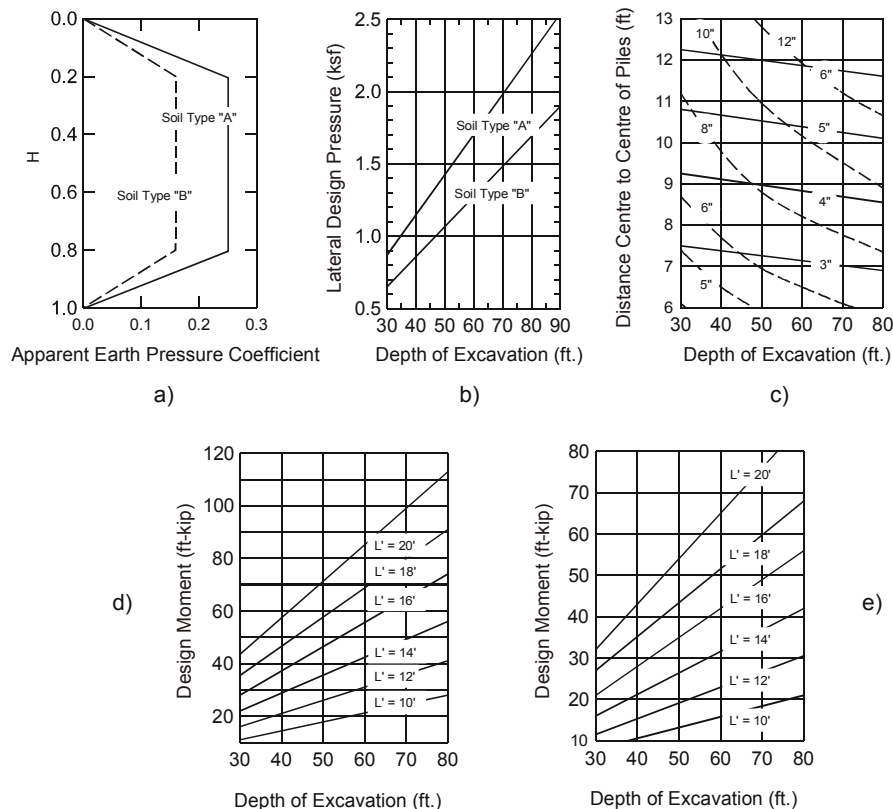 0.0
0.2
0.4
0.6
0.8
1.0
H
Soil Type "A"
Soil Type "B"
0.0 0.1 0.2 0.3
Apparent Earth Pressure Coefficient
a)
Lateral Design Pressure (ksf)
2.5
2.0
1.5
1.0
0.5
Soil Type "A"
Soil Type "B"
30 40 50 60 70 80 90
Depth of Excavation (ft.)
b)
Distance Centre to Centre of Piles (ft)
13
12
11
10
9
8
7
6
10"
12"
6"
8"
5"
4"
6"
3"
5"
30 40 50 60 70 80
Depth of Excavation (ft.)
c)
d)
Design Moment (ft-kip)
120
100
80
60
40
20
L' = 20'
L' = 18'
L' = 16'
L' = 14'
L' = 12'
L' = 10'
30 40 50 60 70 80
Depth of Excavation (ft.)
e)
Design Moment (ft-kip)
80
70
60
50
40
30
20
10
L' = 20'
L' = 18'
L' = 16'
L' = 14'
L' = 12'
L' = 10'
30 40 50 60 70 80
Depth of Excavation (ft.)